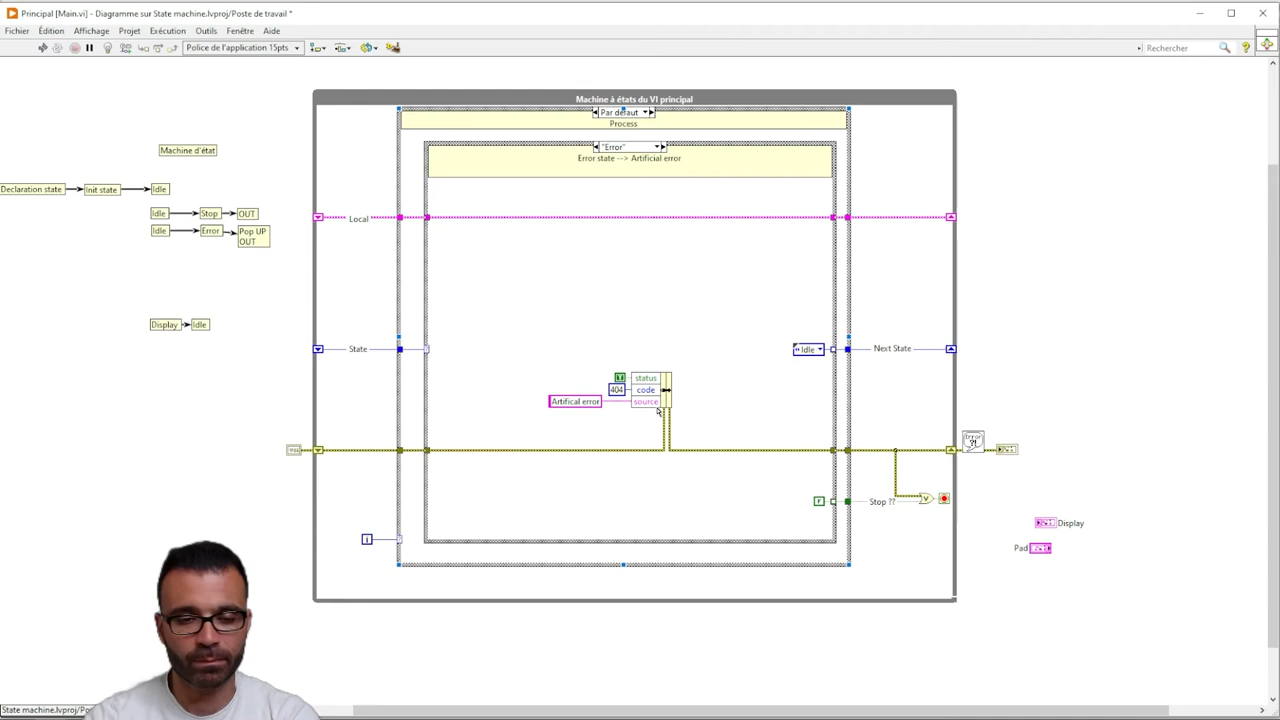 Principal [Main.vi] - Diagramme sur State machine.lvproj/Poste de travail *
Fichier Édition Affichage Projet Exécution Outils Fenêtre Aide
Police de l'application 15pts
Rechercher
Machine à états du VI principal
Par défaut
Process
"Error"
Error state --> Artificial error
Machine d'état
Declaration state Init state Idle
Idle Stop OUT
Idle Error Pop UP
OUT
Local
Display Idle
State
Idle
Next State
status
404 code
Artifical error source
Error
?!
Stop ??
F
V
i
Display
Pad
State machine.lvproj/Po